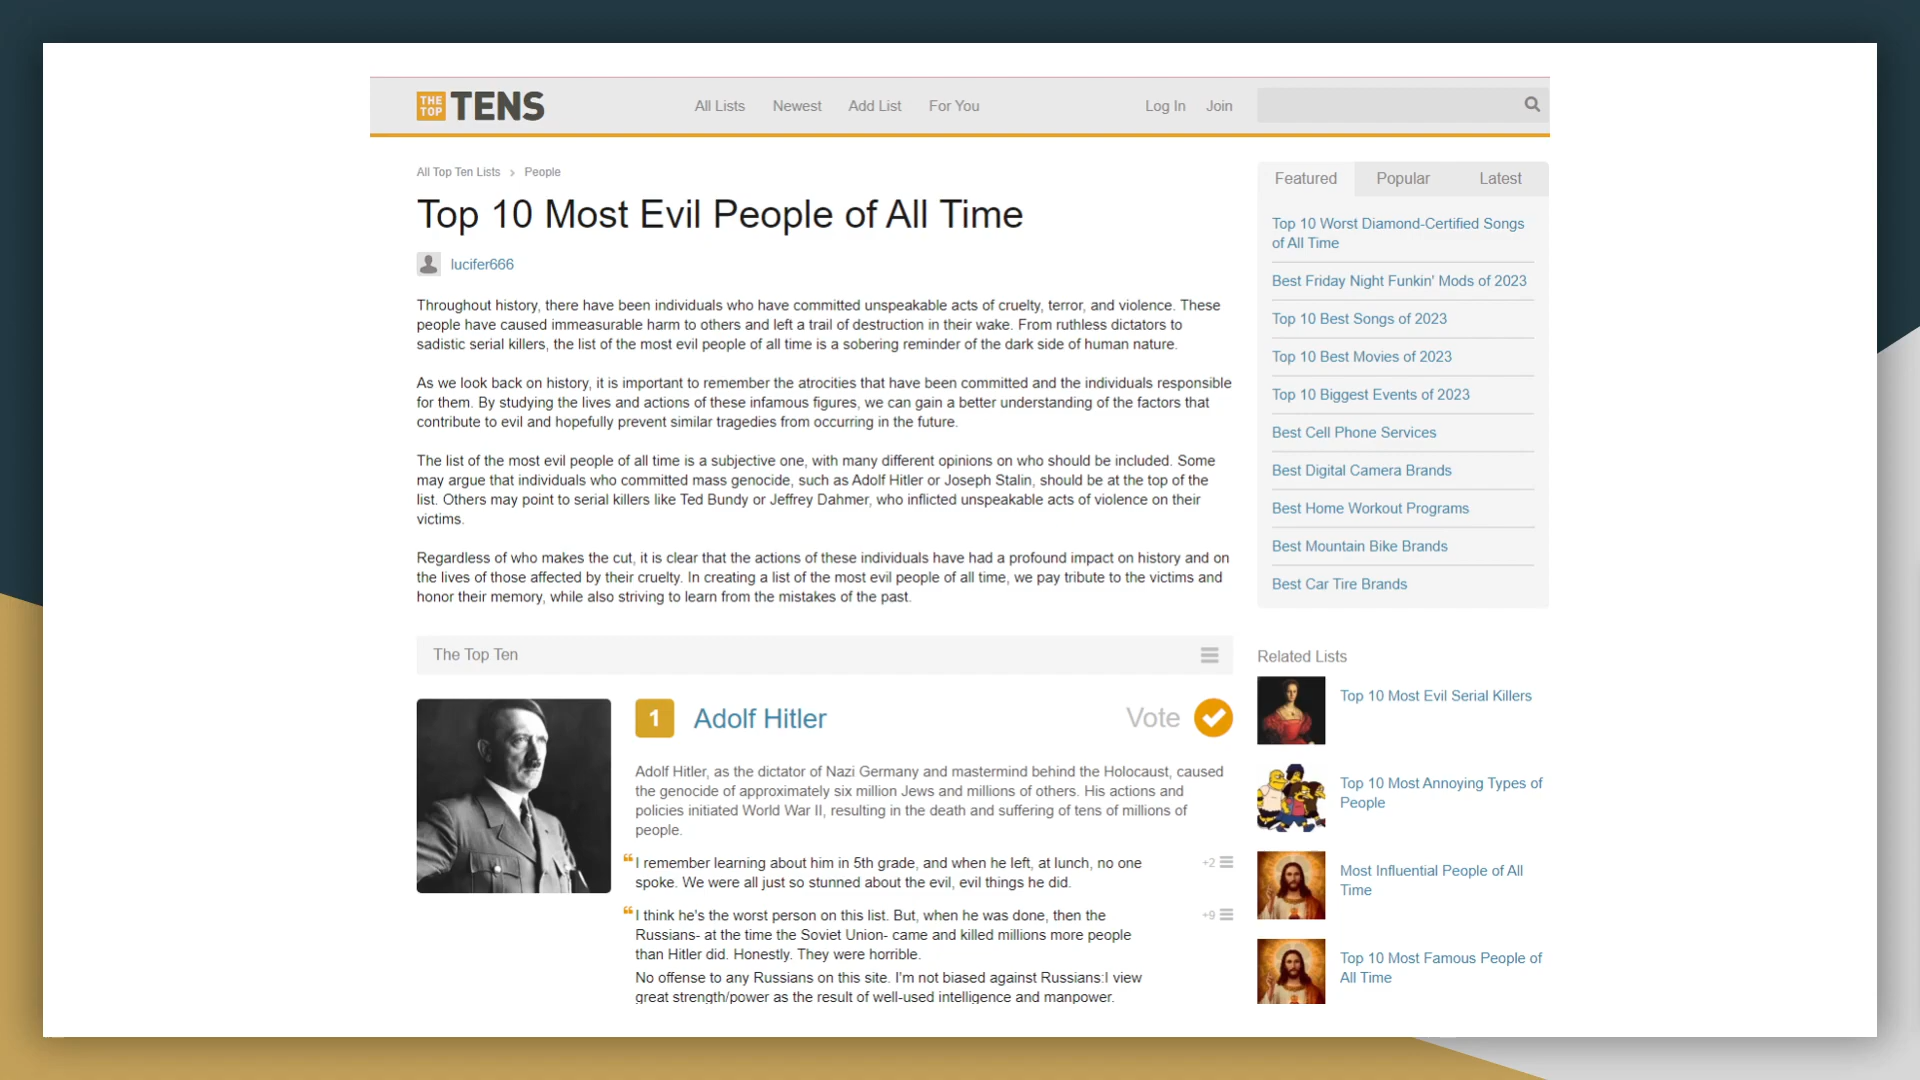 THE TOP TENS
All Lists
Newest
Add List
For You
Log In
Join
All Top Ten Lists > People
Top 10 Most Evil People of All Time
lucifer666
Throughout history, there have been individuals who have committed unspeakable acts of cruelty, terror, and violence. These
people have caused immeasurable harm to others and left a trail of destruction in their wake. From ruthless dictators to
sadistic serial killers, the list of the most evil people of all time is a sobering reminder of the dark side of human nature.
As we look back on history, it is important to remember the atrocities that have been committed and the individuals responsible
for them. By studying the lives and actions of these infamous figures, we can gain a better understanding of the factors that
contribute to evil and hopefully prevent similar tragedies from occurring in the future.
The list of the most evil people of all time is a subjective one, with many different opinions on who should be included. Some
may argue that individuals who committed mass genocide, such as Adolf Hitler or Joseph Stalin, should be at the top of the
list. Others may point to serial killers like Ted Bundy or Jeffrey Dahmer, who inflicted unspeakable acts of violence on their
victims.
Regardless of who makes the cut, it is clear that the actions of these individuals have had a profound impact on history and on
the lives of those affected by their cruelty. In creating a list of the most evil people of all time, we pay tribute to the victims and
honor their memory, while also striving to learn from the mistakes of the past.
The Top Ten
1 Adolf Hitler
Vote
Adolf Hitler, as the dictator of Nazi Germany and mastermind behind the Holocaust, caused
the genocide of approximately six million Jews and millions of others. His actions and
policies initiated World War II, resulting in the death and suffering of tens of millions of
people.
“ I remember learning about him in 5th grade, and when he left, at lunch, no one
spoke. We were all just so stunned about the evil, evil things he did.
+2
“ I think he's the worst person on this list. But, when he was done, then the
Russians- at the time the Soviet Union- came and killed millions more people
than Hitler did. Honestly. They were horrible.
No offense to any Russians on this site. I'm not biased against Russians:I view
great strength/power as the result of well-used intelligence and manpower.
+9
Featured
Popular
Latest
Top 10 Worst Diamond-Certified Songs
of All Time
Best Friday Night Funkin' Mods of 2023
Top 10 Best Songs of 2023
Top 10 Best Movies of 2023
Top 10 Biggest Events of 2023
Best Cell Phone Services
Best Digital Camera Brands
Best Home Workout Programs
Best Mountain Bike Brands
Best Car Tire Brands
Related Lists
Top 10 Most Evil Serial Killers
Top 10 Most Annoying Types of
People
Most Influential People of All
Time
Top 10 Most Famous People of
All Time